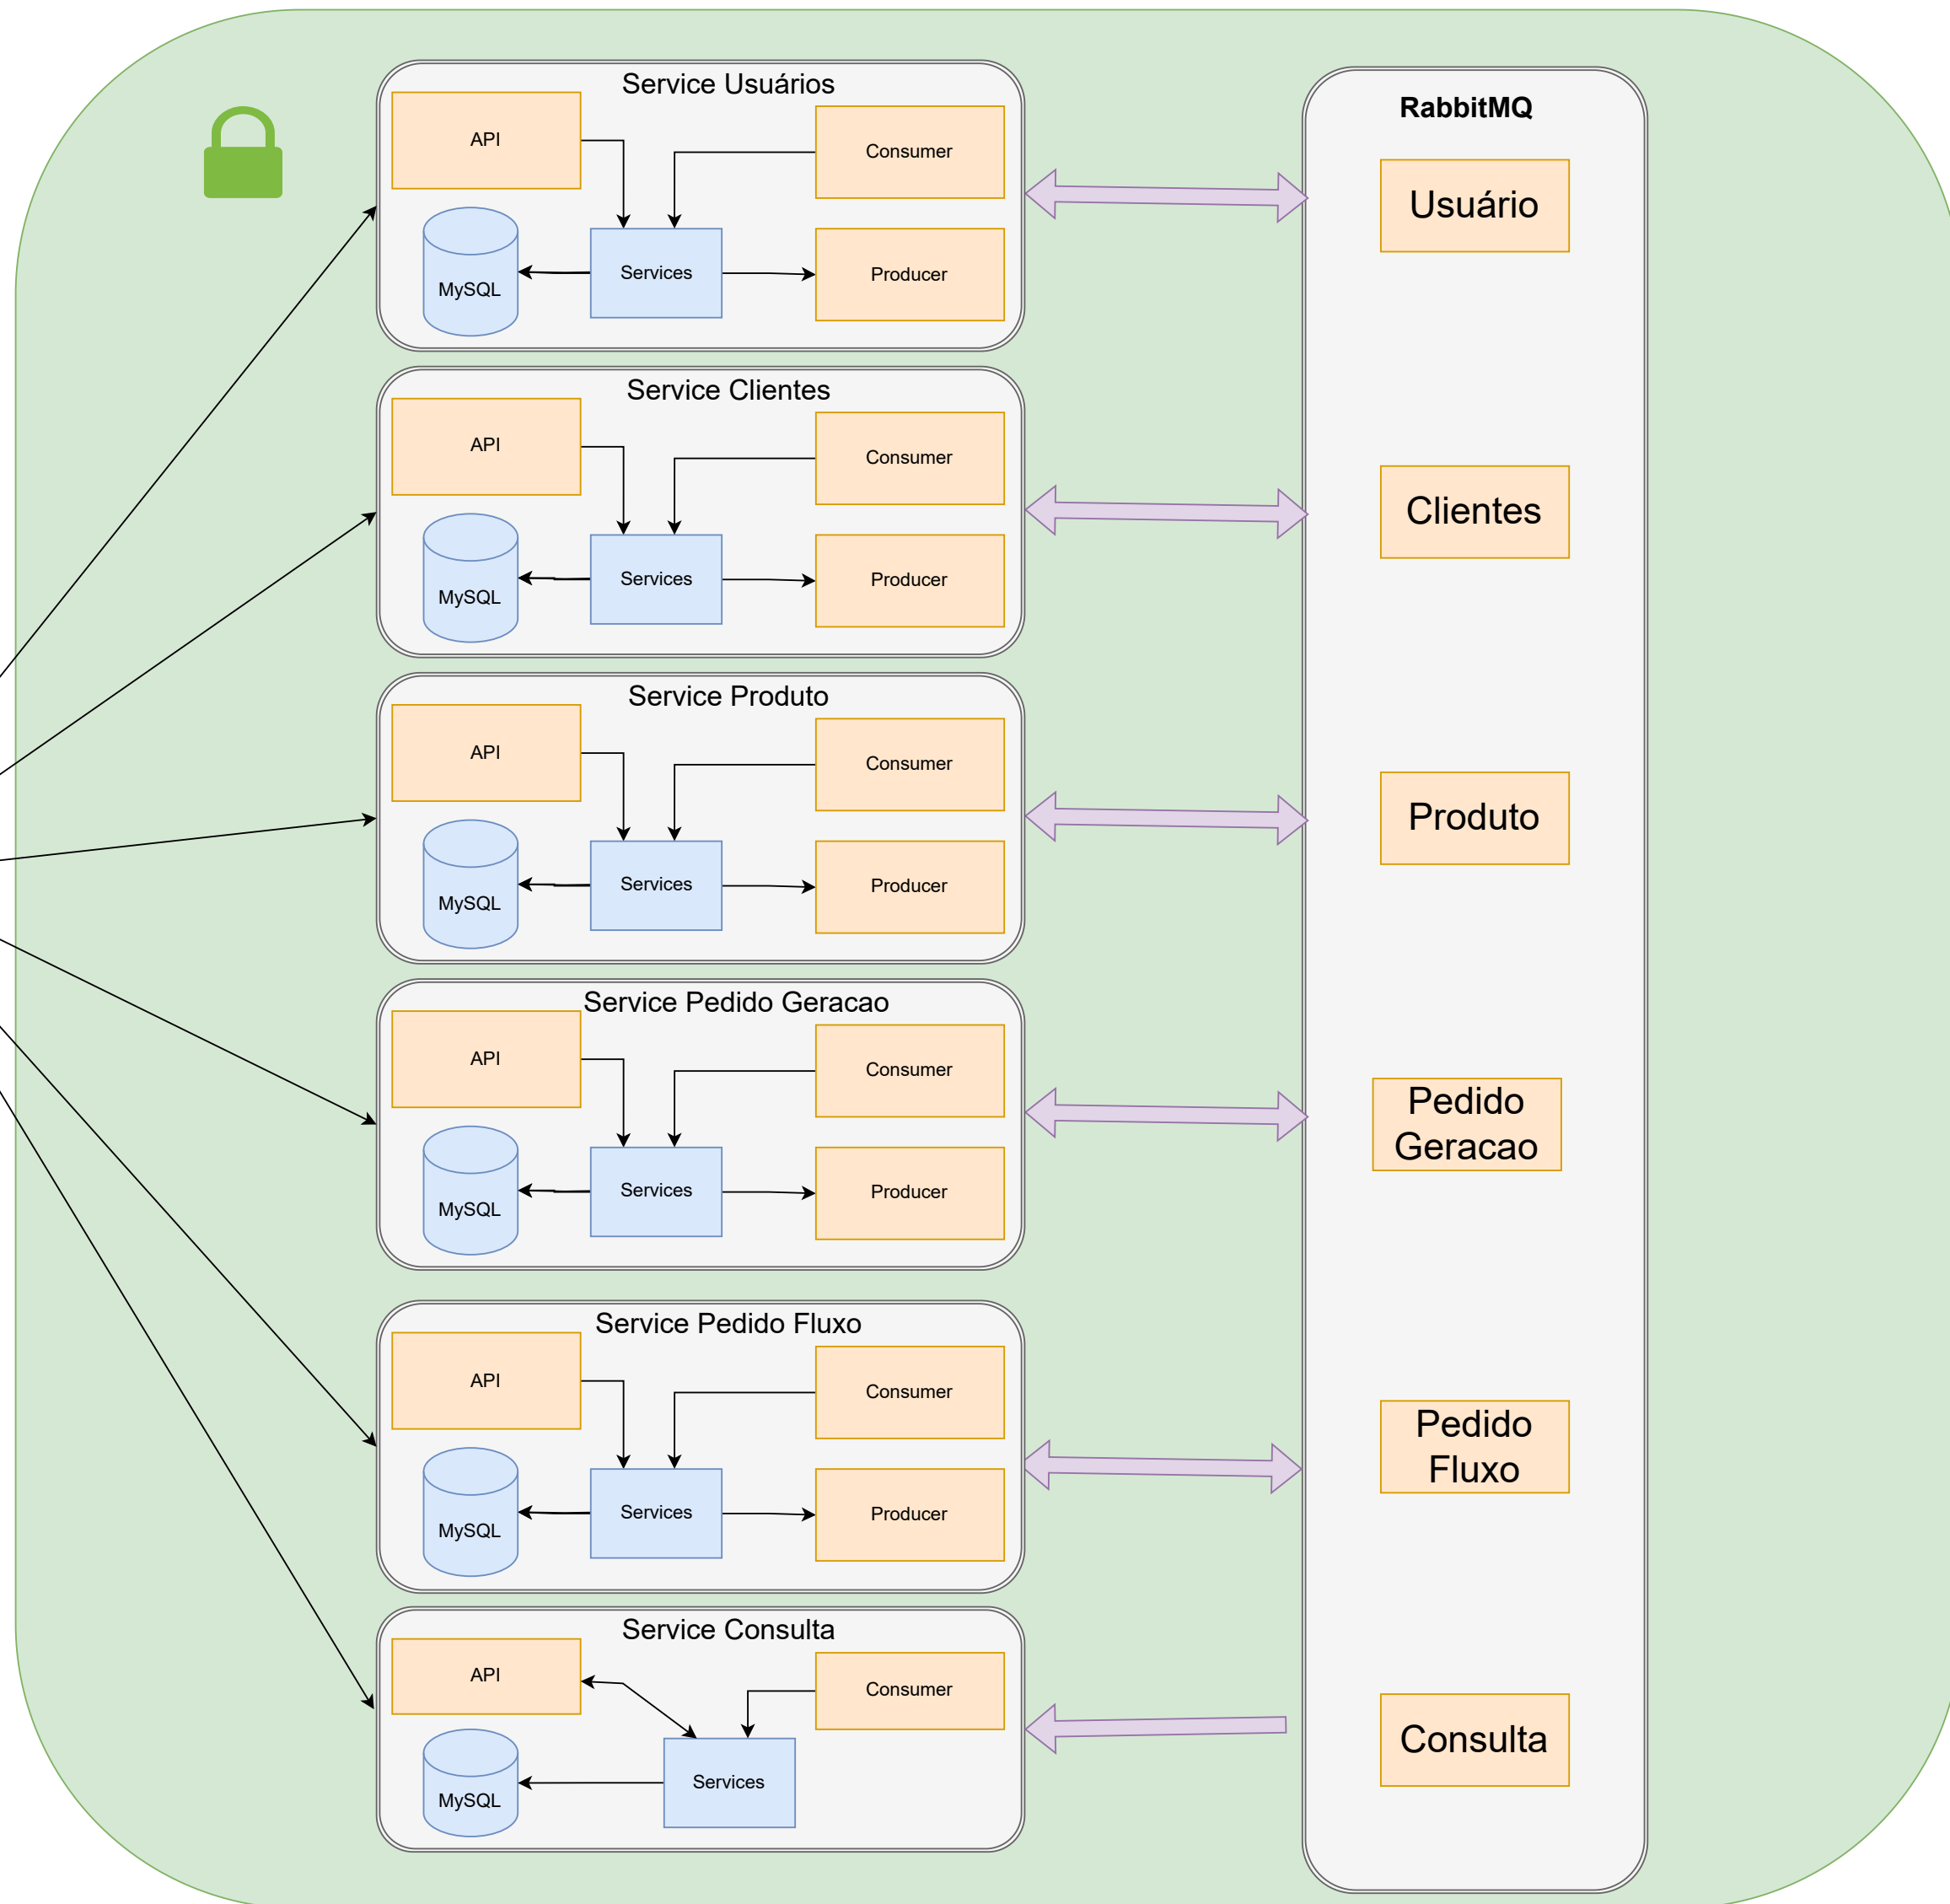 Service Usuários
API
Consumer
MySQL
Services
Producer
Service Clientes
API
Consumer
MySQL
Services
Producer
Service Produto
API
Consumer
MySQL
Services
Producer
Service Pedido Geracao
API
Consumer
MySQL
Services
Producer
Service Pedido Fluxo
API
Consumer
MySQL
Services
Producer
Service Consulta
API
Consumer
MySQL
Services
RabbitMQ
Usuário
Clientes
Produto
Pedido
Geracao
Pedido
Fluxo
Consulta